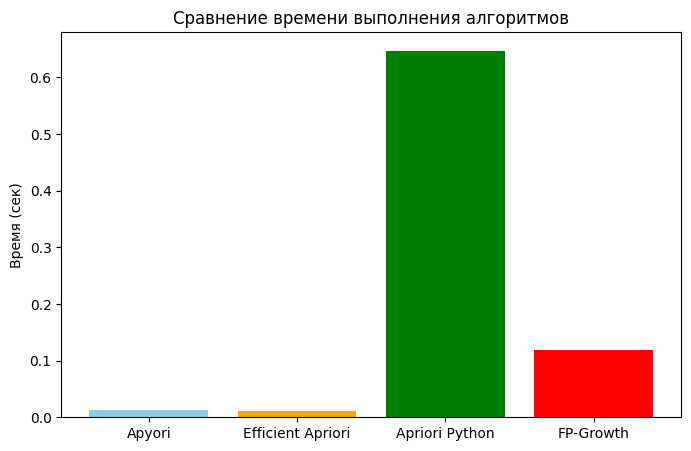 Сравнение времени выполнения алгоритмов
Время (сек)
0.6
0.5
0.4
0.3
0.2
0.1
0.0
Apyori
Efficient Apriori
Apriori Python
FP-Growth